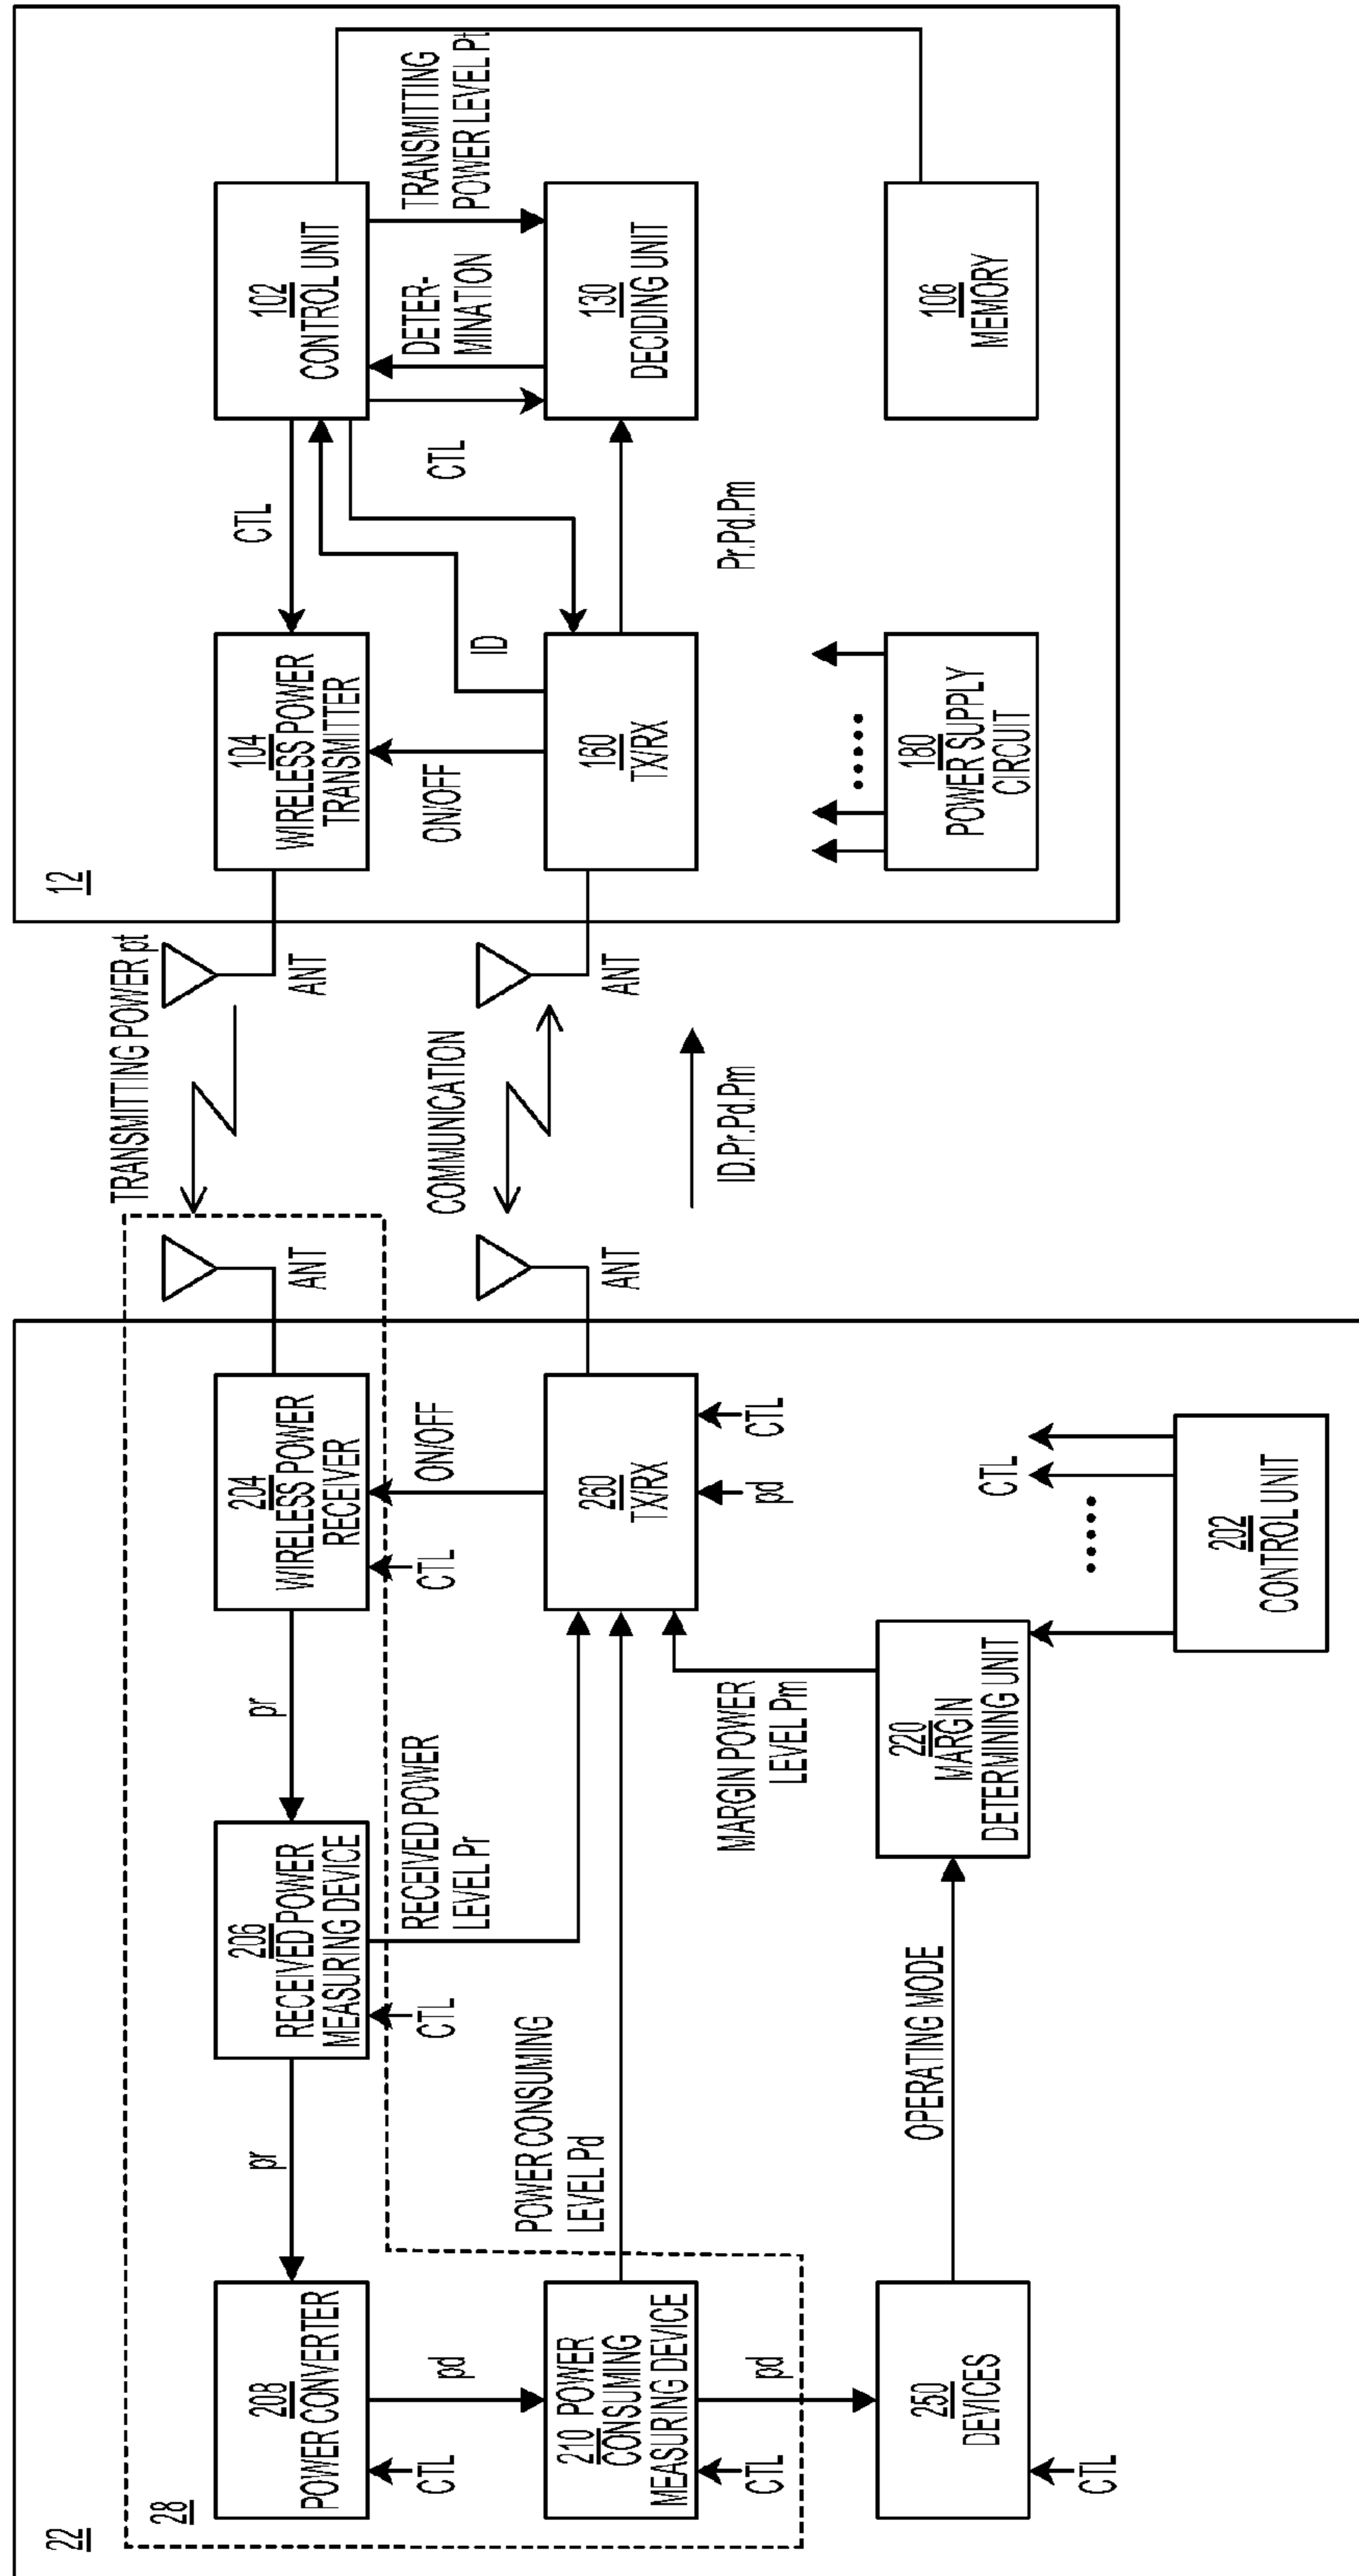 22
28
208
POWER CONVERTER
CTL
pr
206
RECEIVED POWER
MEASURING DEVICE
CTL
pr
204
WIRELESS POWER
RECEIVER
CTL
ANT
TRANSMITTING POWER pt
ANT
12
104
WIRELESS POWER
TRANSMITTER
CTL
102
CONTROL UNIT
pd
RECEIVED POWER
LEVEL Pr
ON/OFF
ON/OFF
ID
CTL
DETER-
MINATION
TRANSMITTING
POWER LEVEL Pt
210 POWER
CONSUMING
MEASURING DEVICE
CTL
POWER CONSUMING
LEVEL Pd
260
TX/RX
pd
CTL
ANT
COMMUNICATION
ANT
ID.Pr.Pd.Pm
160
TX/RX
Pr.Pd.Pm
130
DECIDING UNIT
pd
MARGIN POWER
LEVEL Pm
250
DEVICES
CTL
OPERATING MODE
220
MARGIN
DETERMINING UNIT
CTL
202
CONTROL UNIT
180
POWER SUPPLY
CIRCUIT
106
MEMORY